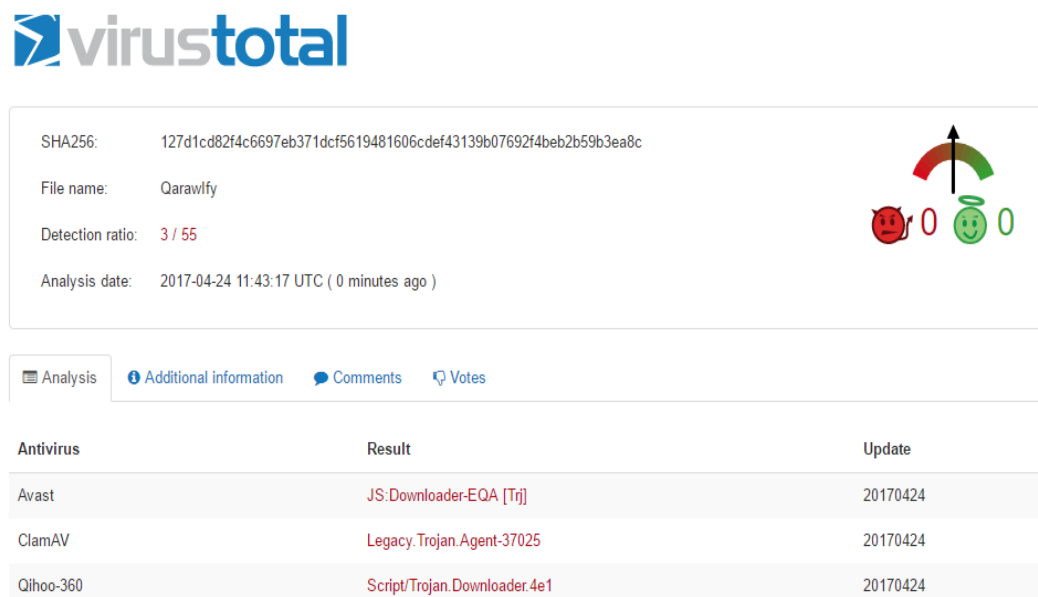 virustotal
SHA256: 127d1cd82f4c6697eb371dcf5619481606cdef43139b07692f4beb2b59b3ea8c
File name: Qarawlfy
Detection ratio: 3 / 55
Analysis date: 2017-04-24 11:43:17 UTC ( 0 minutes ago )
0 0
Analysis Additional information Comments Votes
Antivirus Result Update
Avast JS:Downloader-EQA [Trj] 20170424
ClamAV Legacy.Trojan.Agent-37025 20170424
Qihoo-360 Script/Trojan.Downloader.4e1 20170424